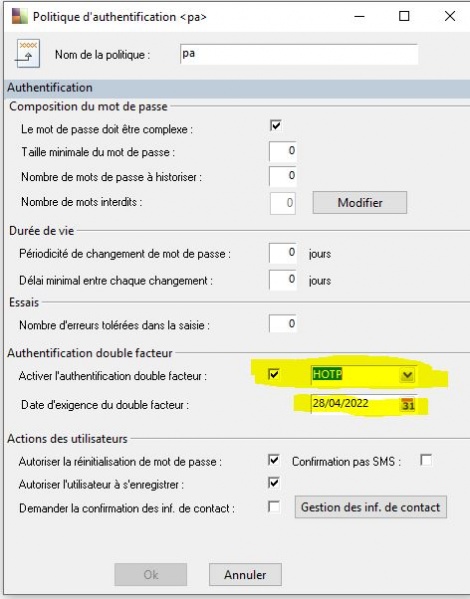 Politique d'authentification <pa>
Nom de la politique : pa
Authentification
Composition du mot de passe
Le mot de passe doit être complexe :
Taille minimale du mot de passe : 0
Nombre de mots de passe à historiser : 0
Nombre de mots interdits : 0 Modifier
Durée de vie
Périodicité de changement de mot de passe : 0 jours
Délai minimal entre chaque changement : 0 jours
Essais
Nombre d'erreurs tolérées dans la saisie : 0
Authentification double facteur
Activer l'authentification double facteur : HOTP
Date d'exigence du double facteur : 28/04/2022 31
Actions des utilisateurs
Autoriser la réinitialisation de mot de passe : Confirmation pas SMS :
Autoriser l'utilisateur à s'enregistrer :
Demander la confirmation des inf. de contact : Gestion des inf. de contact
Ok Annuler